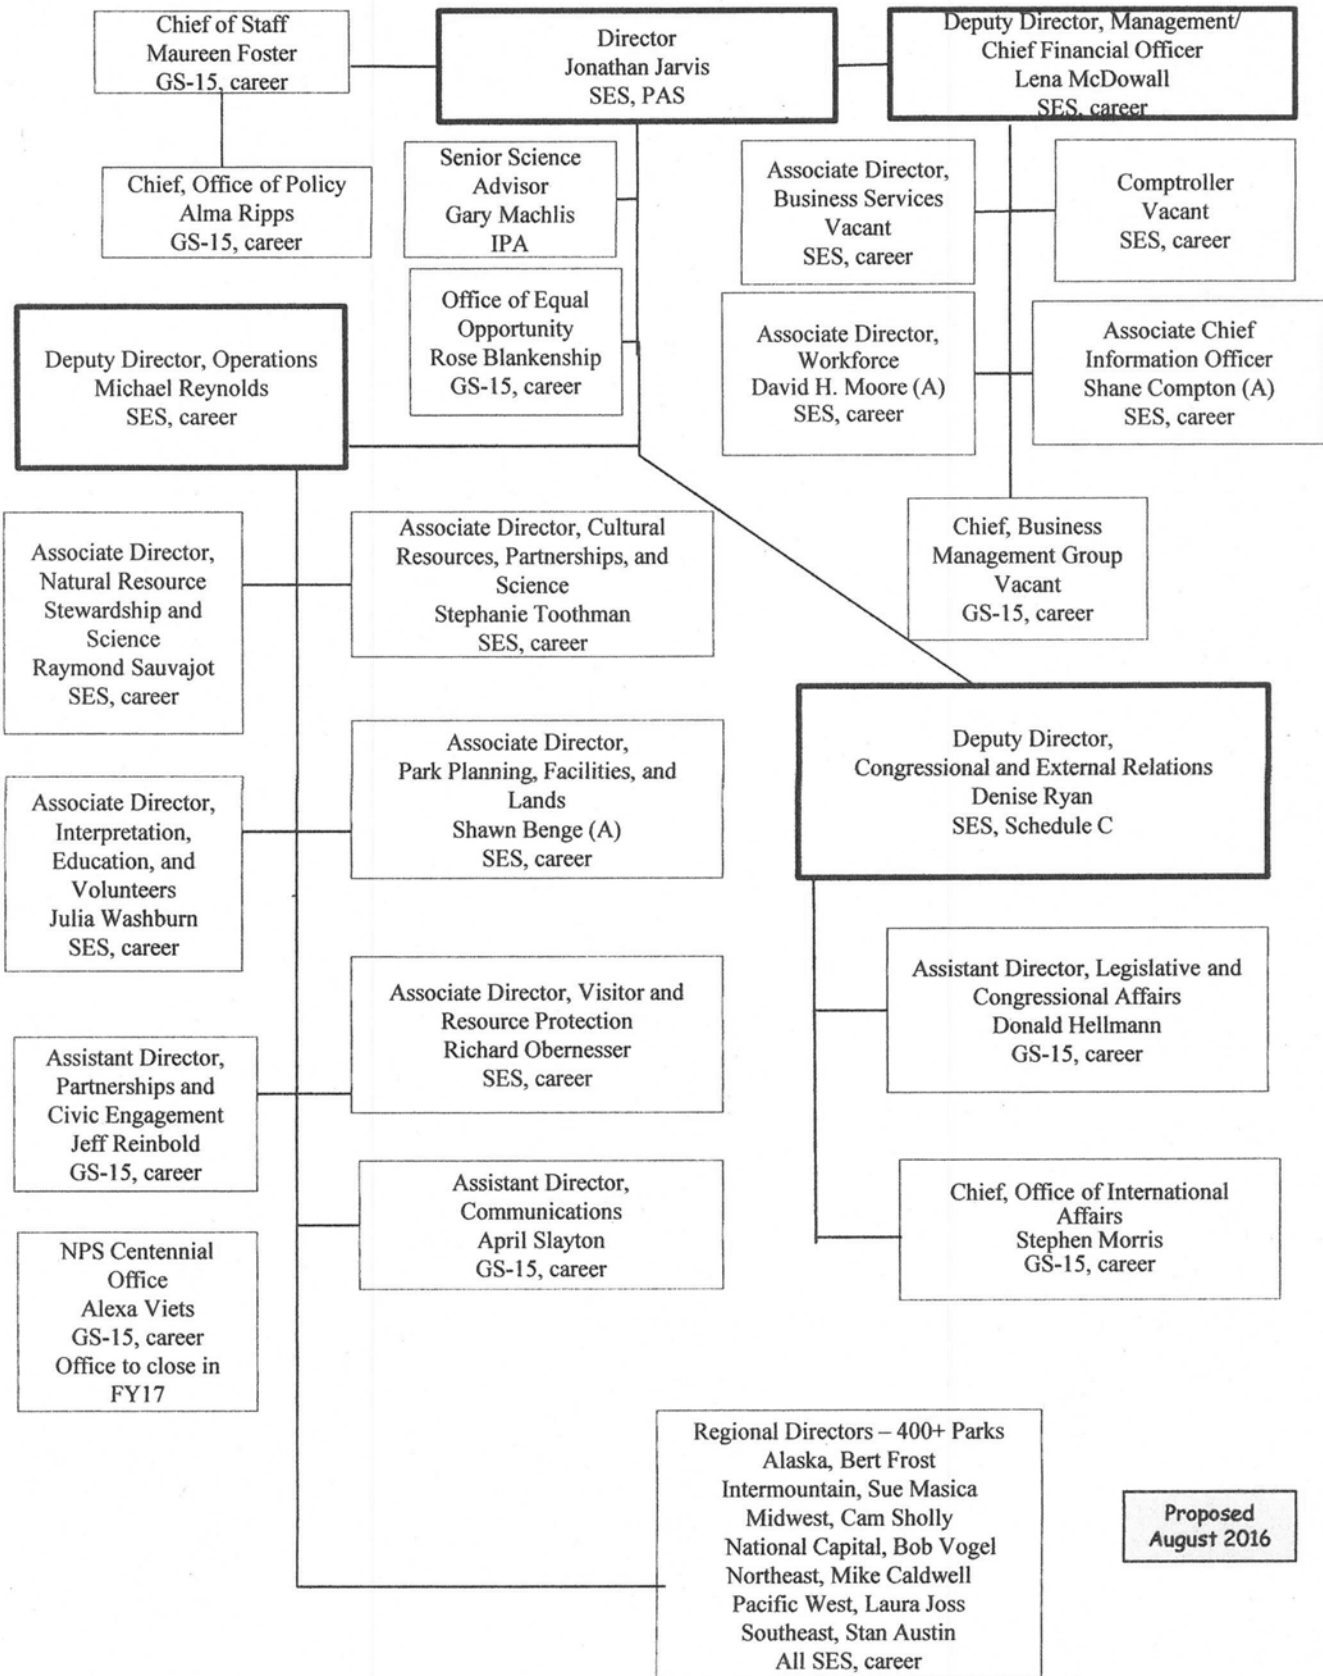 Chief of Staff
Maureen Foster
GS-15, career
Director
Jonathan Jarvis
SES, PAS
Deputy Director, Management/
Chief Financial Officer
Lena McDowall
SES, career
Chief, Office of Policy
Alma Ripps
GS-15, career
Senior Science
Advisor
Gary Machlis
IPA
Associate Director,
Business Services
Vacant
SES, career
Comptroller
Vacant
SES, career
Office of Equal
Opportunity
Rose Blankenship
GS-15, career
Deputy Director, Operations
Michael Reynolds
SES, career
Associate Director,
Workforce
David H. Moore (A)
SES, career
Associate Chief
Information Officer
Shane Compton (A)
SES, career
Chief, Business
Management Group
Vacant
GS-15, career
Associate Director,
Natural Resource
Stewardship and
Science
Raymond Sauvajot
SES, career
Associate Director, Cultural
Resources, Partnerships, and
Science
Stephanie Toothman
SES, career
Deputy Director,
Congressional and External Relations
Denise Ryan
SES, Schedule C
Associate Director,
Interpretation,
Education, and
Volunteers
Julia Washburn
SES, career
Associate Director,
Park Planning, Facilities, and
Lands
Shawn Benge (A)
SES, career
Assistant Director, Legislative and
Congressional Affairs
Donald Hellmann
GS-15, career
Assistant Director,
Partnerships and
Civic Engagement
Jeff Reinbold
GS-15, career
Associate Director, Visitor and
Resource Protection
Richard Obernesser
SES, career
Chief, Office of International
Affairs
Stephen Morris
GS-15, career
NPS Centennial
Office
Alexa Viets
GS-15, career
Office to close in
FY17
Assistant Director,
Communications
April Slayton
GS-15, career
Regional Directors – 400+ Parks
Alaska, Bert Frost
Intermountain, Sue Masica
Midwest, Cam Sholly
National Capital, Bob Vogel
Northeast, Mike Caldwell
Pacific West, Laura Joss
Southeast, Stan Austin
All SES, career
Proposed
August 2016